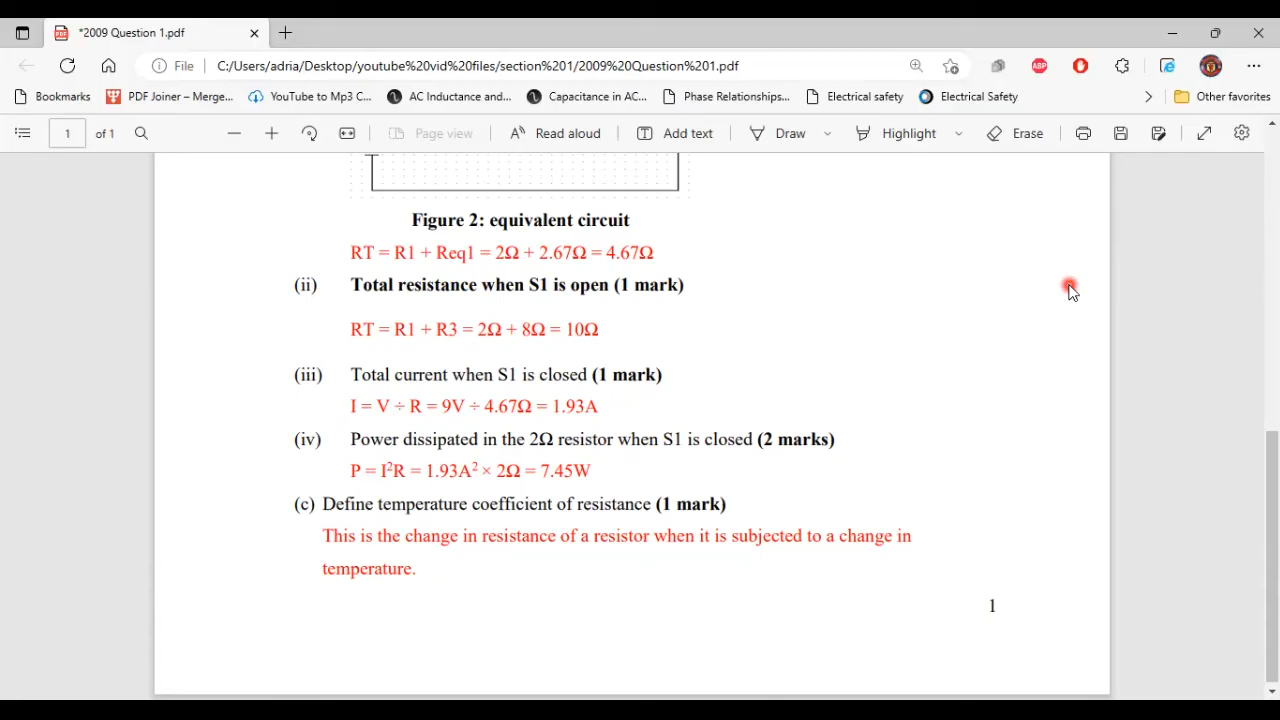 *2009 Question 1.pdf
File
C:/Users/adria/Desktop/youtube%20vid%20files/section%201/2009%20Question%201.pdf
Bookmarks
PDF Joiner – Merge...
YouTube to Mp3 C...
AC Inductance and...
Capacitance in AC...
Phase Relationships...
Electrical safety
Electrical Safety
Other favorites
1 of 1
Page view
Read aloud
Add text
Draw
Highlight
Erase
ABP
Figure 2: equivalent circuit
RT = R1 + Req1 = 2Ω + 2.67Ω = 4.67Ω
(ii) Total resistance when S1 is open (1 mark)
RT = R1 + R3 = 2Ω + 8Ω = 10Ω
(iii) Total current when S1 is closed (1 mark)
I = V ÷ R = 9V ÷ 4.67Ω = 1.93A
(iv) Power dissipated in the 2Ω resistor when S1 is closed (2 marks)
P = I²R = 1.93A² × 2Ω = 7.45W
(c) Define temperature coefficient of resistance (1 mark)
This is the change in resistance of a resistor when it is subjected to a change in
temperature.
1